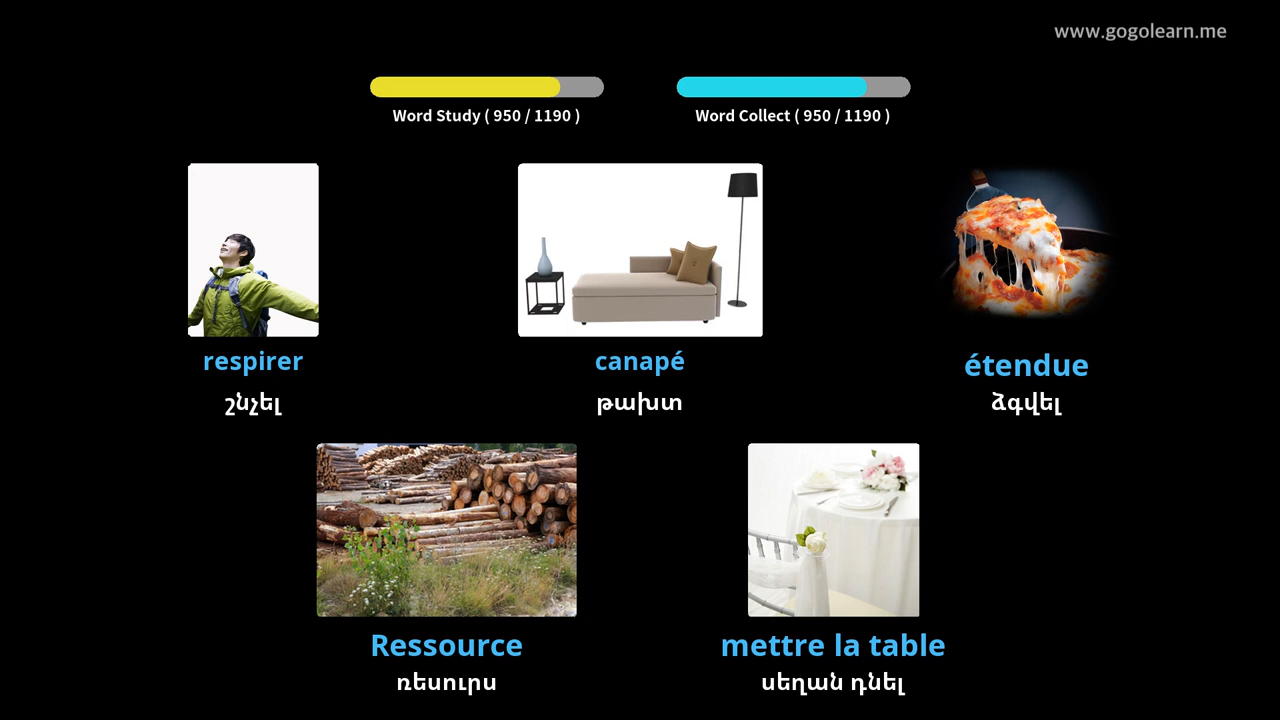 www.gogolearn.me
Word Study ( 950 / 1190 )
Word Collect ( 950 / 1190 )
respirer
շնչել
canapé
թախտ
étendue
ձգվել
Ressource
ռեսուրս
mettre la table
սեղան դնել